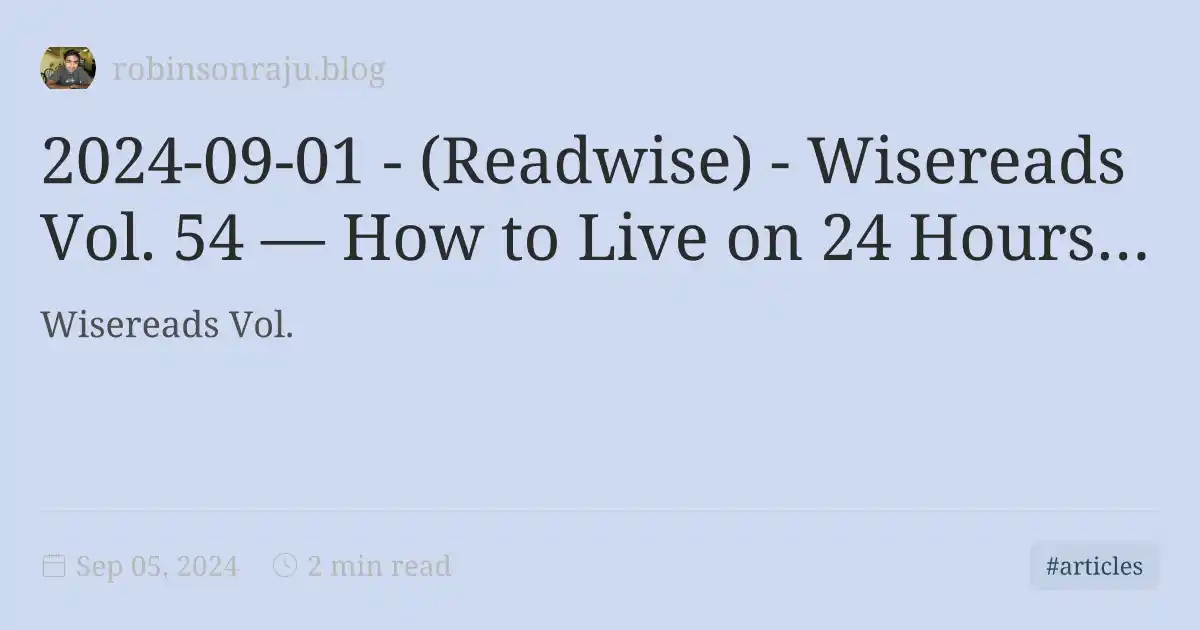 robinsonraju.blog
2024-09-01 - (Readwise) - Wisereads
Vol. 54 — How to Live on 24 Hours...
Wisereads Vol.
Sep 05, 2024 2 min read #articles